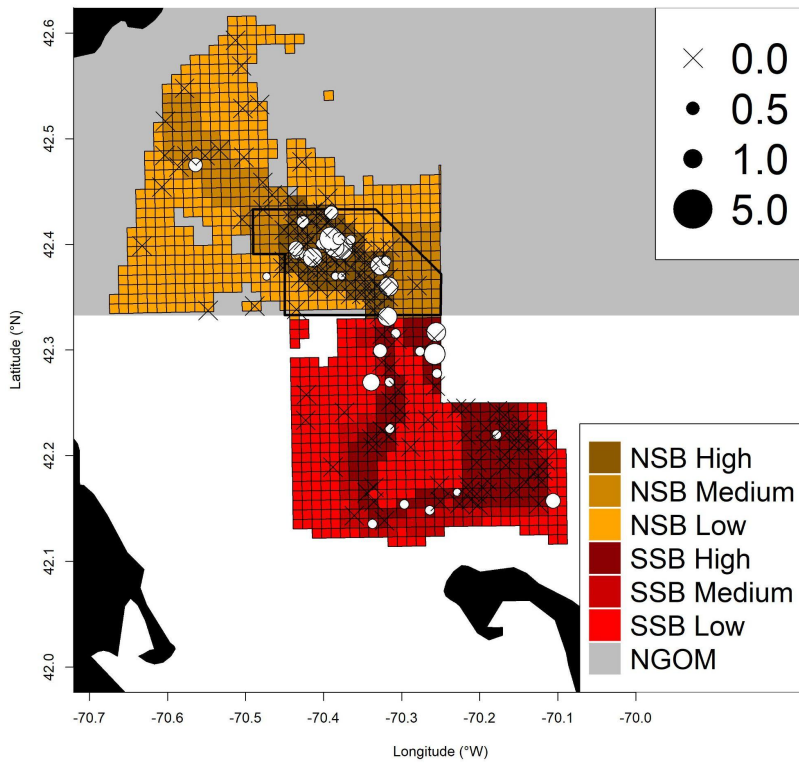 42.6
42.5
42.4
42.3
42.2
42.1
42.0
Latitude (°N)
-70.7
-70.6
-70.5
-70.4
-70.3
-70.2
-70.1
-70.0
Longitude (°W)
0.0
0.5
1.0
5.0
NSB High
NSB Medium
NSB Low
SSB High
SSB Medium
SSB Low
NGOM